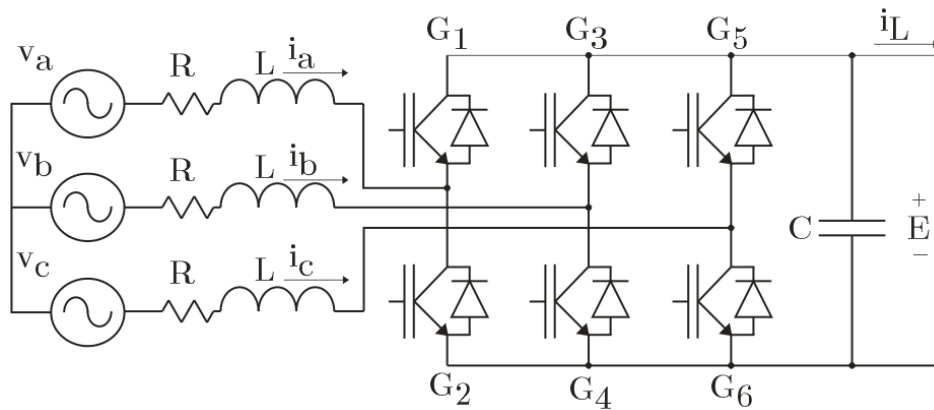 G1 G3 G5 iL
va R L ia
vb R L ib
vc R L ic
C + E −
G2 G4 G6